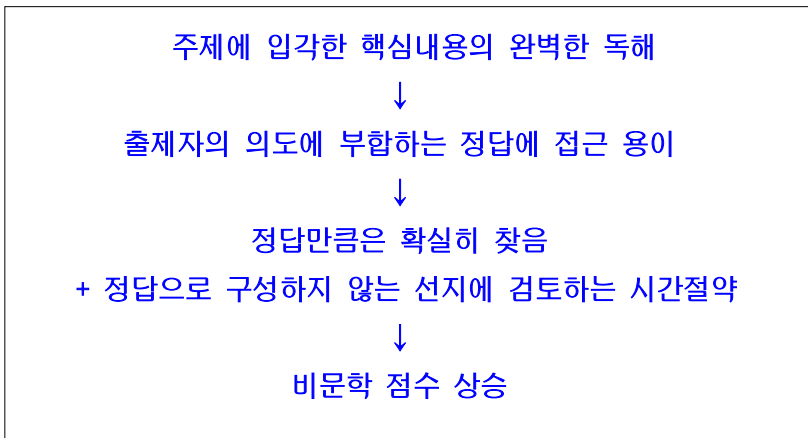 주제에 입각한 핵심내용의 완벽한 독해
↓
출제자의 의도에 부합하는 정답에 접근 용이
↓
정답만큼은 확실히 찾음
+ 정답으로 구성하지 않는 선지에 검토하는 시간절약
↓
비문학 점수 상승